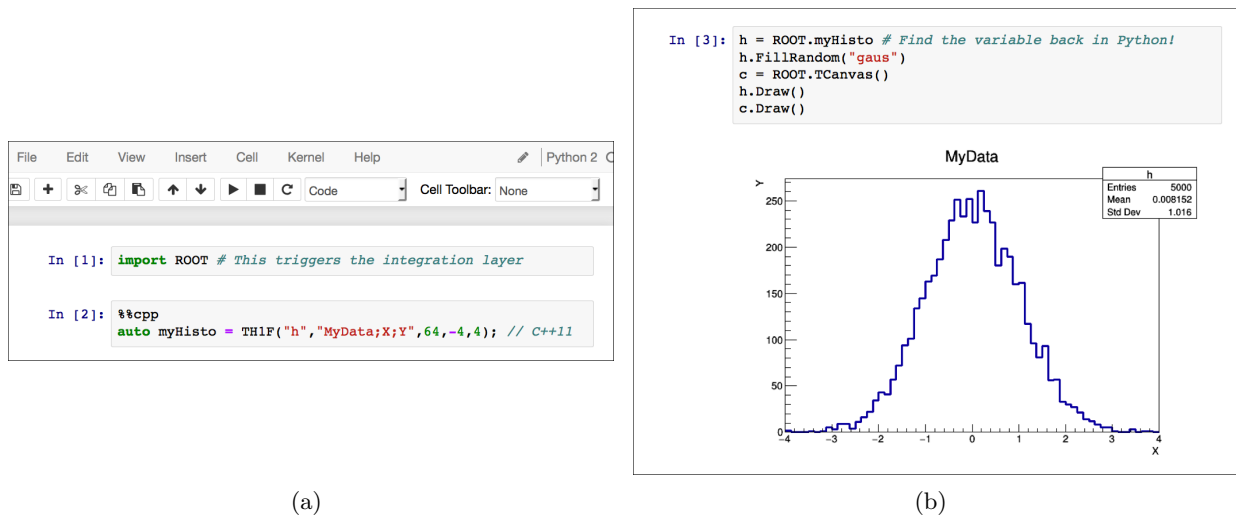 File Edit View Insert Cell Kernel Help Python 2
Code Cell Toolbar: None
In [1]: import ROOT # This triggers the integration layer
In [2]: %%cpp
auto myHisto = TH1F("h","MyData;X;Y",64,-4,4); // C++11
(a)
In [3]: h = ROOT.myHisto # Find the variable back in Python!
h.FillRandom("gaus")
c = ROOT.TCanvas()
h.Draw()
c.Draw()
MyData
h
Entries 5000
Mean 0.008152
Std Dev 1.016
Y
250
200
150
100
50
0
−4 −3 −2 −1 0 1 2 3 4
X
(b)